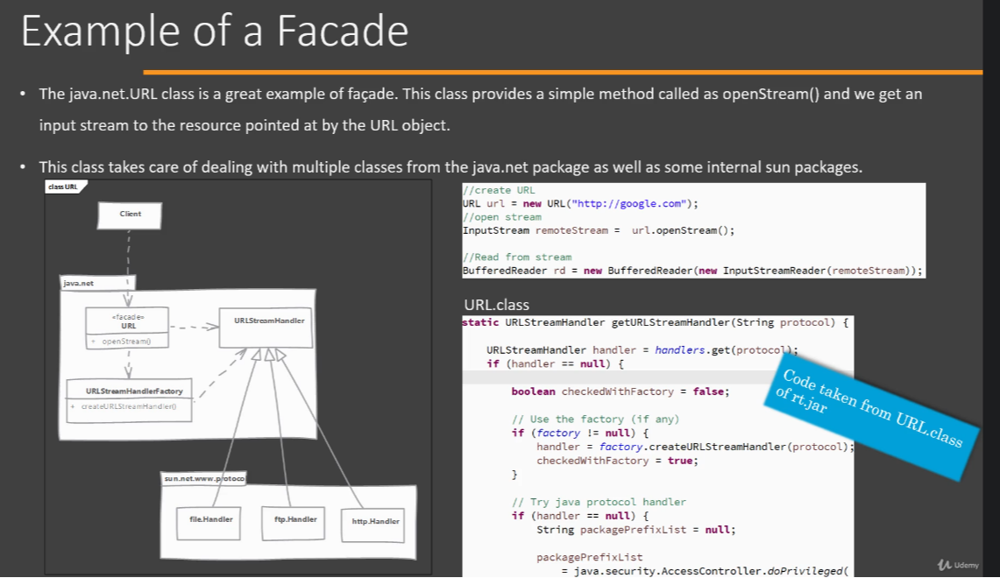 Example of a Facade
• The java.net.URL class is a great example of façade. This class provides a simple method called as openStream() and we get an
input stream to the resource pointed at by the URL object.
• This class takes care of dealing with multiple classes from the java.net package as well as some internal sun packages.
class URL
Client
java.net
«facade»
URL
+ openStream()
URLStreamHandler
URLStreamHandlerFactory
+ createURLStreamHandler()
sun.net.www.protoco
file.Handler
ftp.Handler
http.Handler
//create URL
URL url = new URL("http://google.com");
//open stream
InputStream remoteStream =  url.openStream();
//Read from stream
BufferedReader rd = new BufferedReader(new InputStreamReader(remoteStream));
URL.class
static URLStreamHandler getURLStreamHandler(String protocol) {
URLStreamHandler handler = handlers.get(protocol);
if (handler == null) {
boolean checkedWithFactory = false;
// Use the factory (if any)
if (factory != null) {
handler = factory.createURLStreamHandler(protocol);
checkedWithFactory = true;
}
// Try java protocol handler
if (handler == null) {
String packagePrefixList = null;
packagePrefixList
= java.security.AccessController.doPrivileged(
Code taken from URL.class
of rt.jar
Udemy